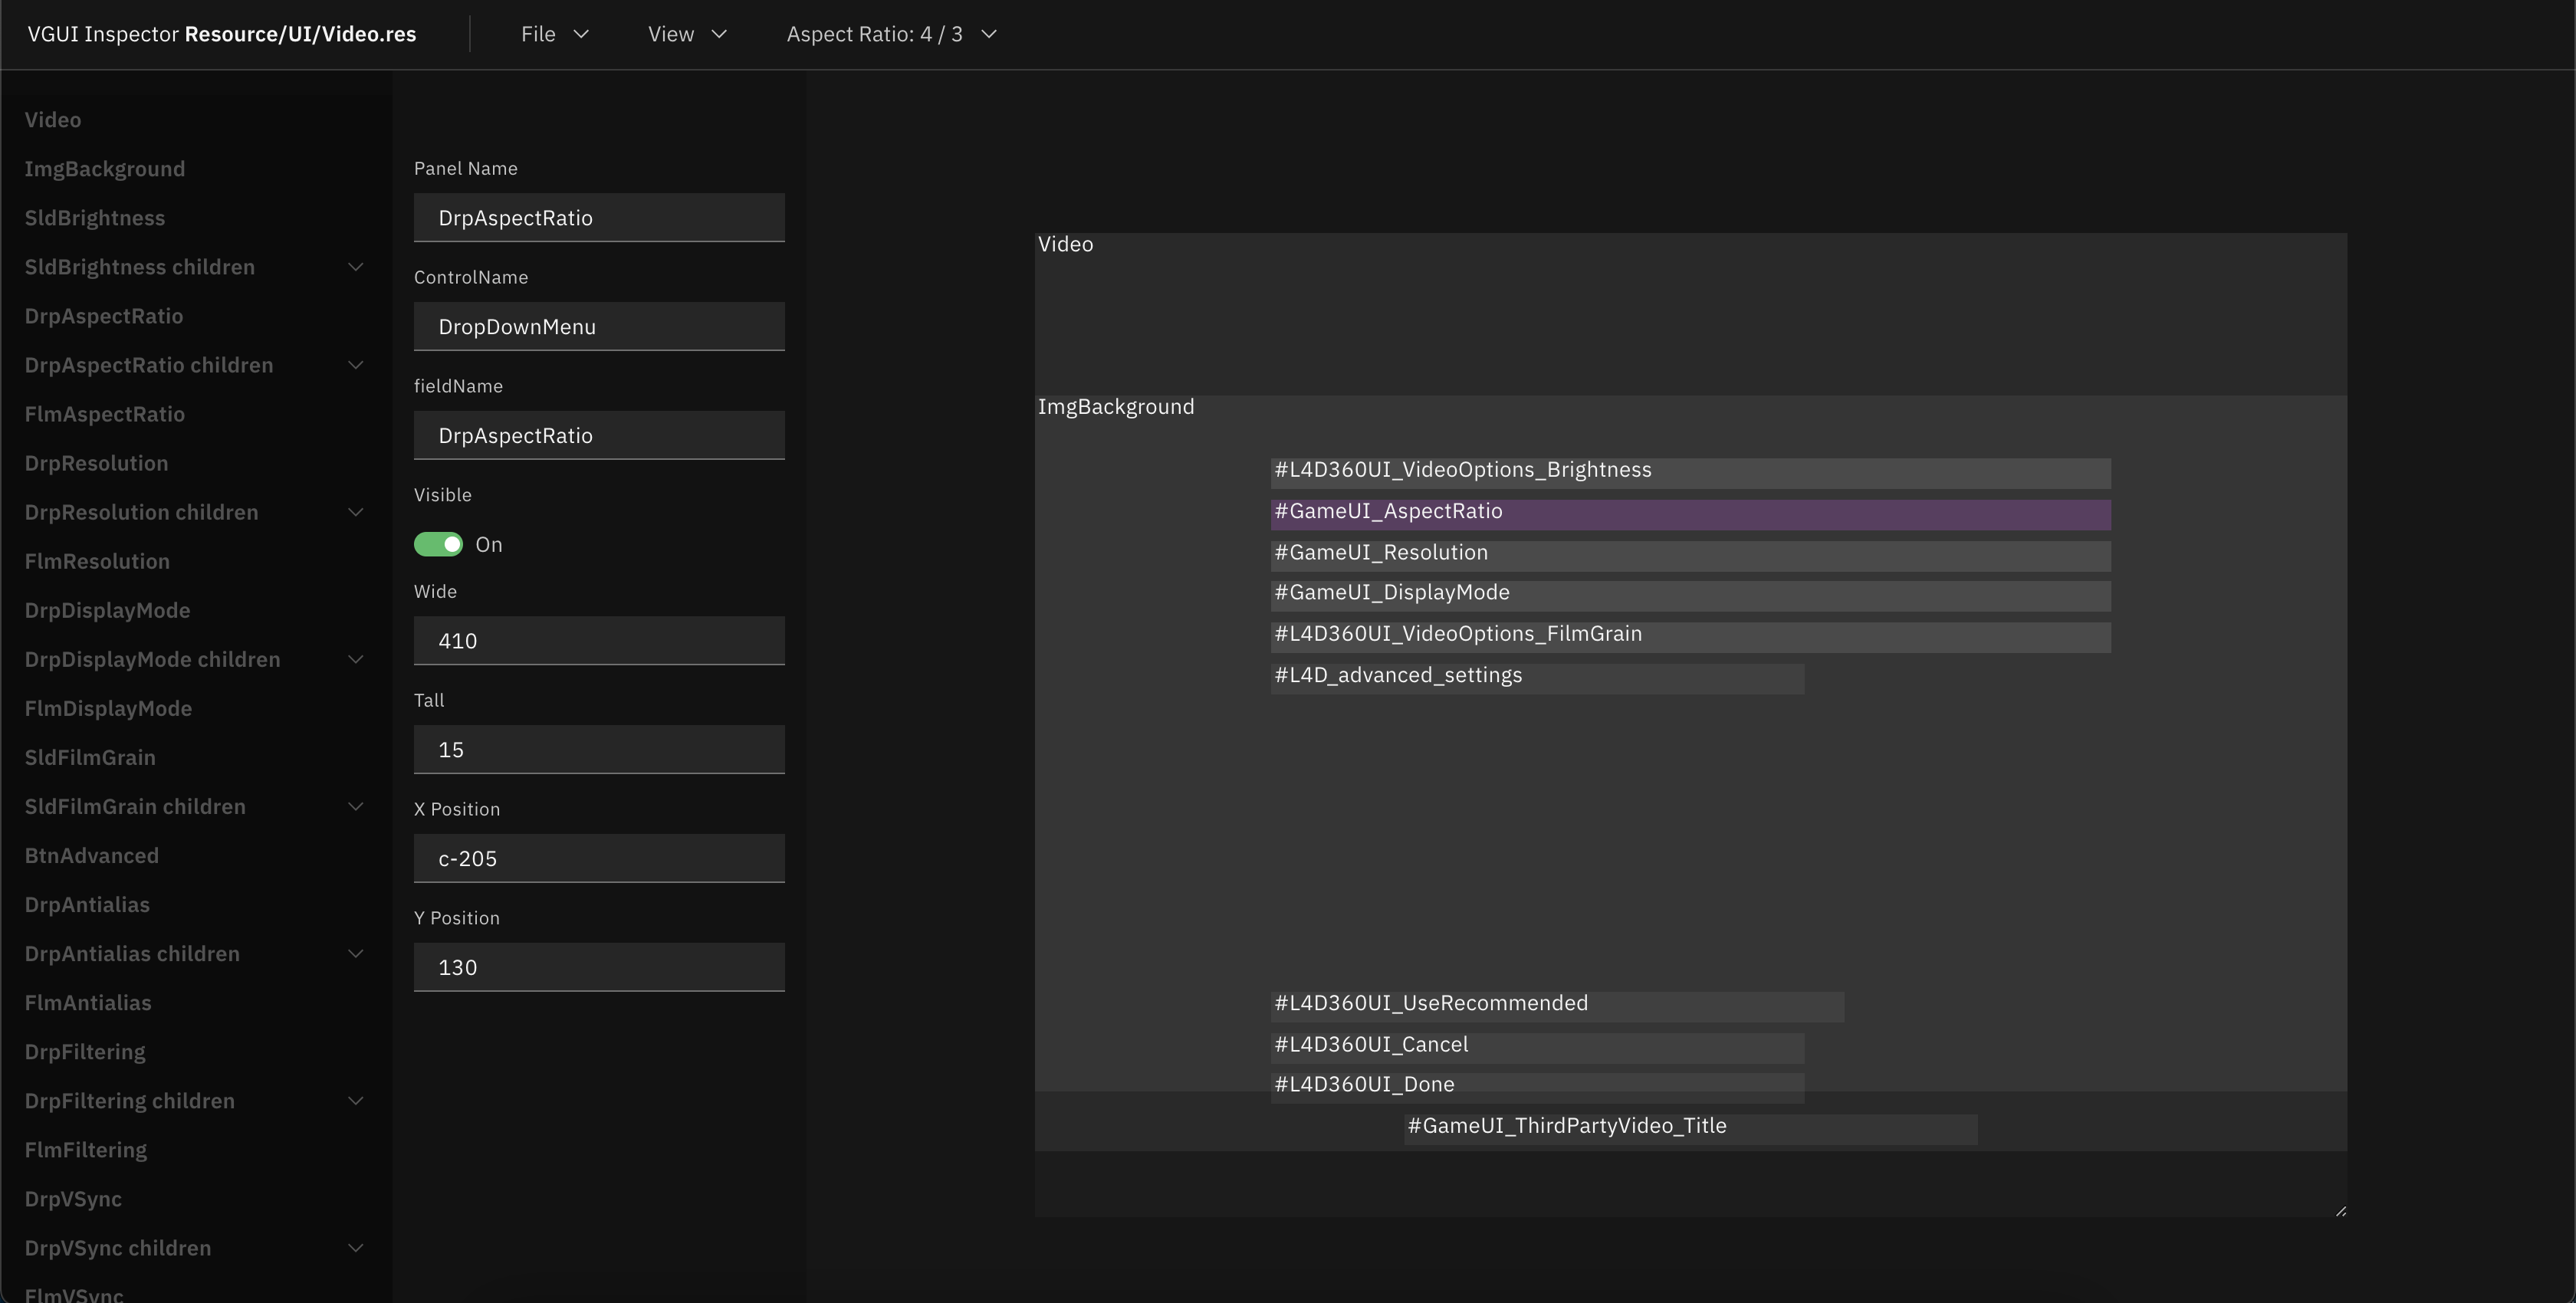 VGUI Inspector Resource/UI/Video.res
File
View
Aspect Ratio: 4 / 3
Video
ImgBackground
SldBrightness
SldBrightness children
DrpAspectRatio
DrpAspectRatio children
FlmAspectRatio
DrpResolution
DrpResolution children
FlmResolution
DrpDisplayMode
DrpDisplayMode children
FlmDisplayMode
SldFilmGrain
SldFilmGrain children
BtnAdvanced
DrpAntialias
DrpAntialias children
FlmAntialias
DrpFiltering
DrpFiltering children
FlmFiltering
DrpVSync
DrpVSync children
FlmVSync
Panel Name
DrpAspectRatio
ControlName
DropDownMenu
fieldName
DrpAspectRatio
Visible
On
Wide
410
Tall
15
X Position
c-205
Y Position
130
Video
ImgBackground
#L4D360UI_VideoOptions_Brightness
#GameUI_AspectRatio
#GameUI_Resolution
#GameUI_DisplayMode
#L4D360UI_VideoOptions_FilmGrain
#L4D_advanced_settings
#L4D360UI_UseRecommended
#L4D360UI_Cancel
#L4D360UI_Done
#GameUI_ThirdPartyVideo_Title